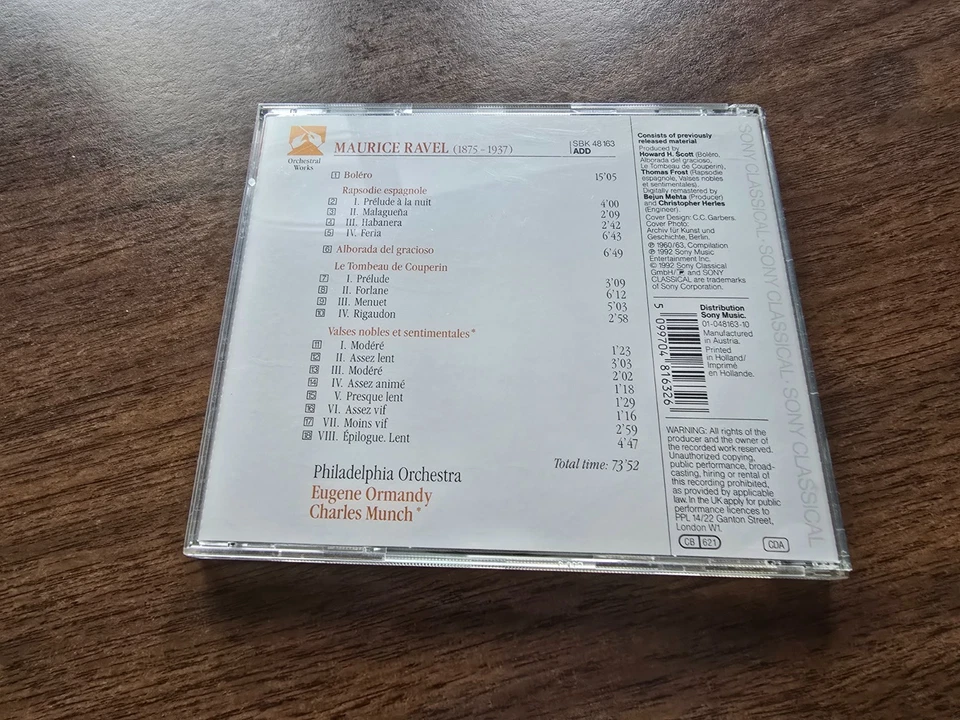 Orchestral
Works
MAURICE RAVEL (1875 - 1937)
SBK 48 163
ADD
1 Boléro 15'05
Rapsodie espagnole
2 I. Prélude à la nuit 4'00
3 II. Malagueña 2'09
4 III. Habanera 2'42
5 IV. Feria 6'43
6 Alborada del gracioso 6'49
Le Tombeau de Couperin
7 I. Prélude 3'09
8 II. Forlane 6'12
9 III. Menuet 5'03
10 IV. Rigaudon 2'58
Valses nobles et sentimentales*
11 I. Modéré 1'23
12 II. Assez lent 3'03
13 III. Modéré 2'02
14 IV. Assez animé 1'18
15 V. Presque lent 1'29
16 VI. Assez vif 1'16
17 VII. Moins vif 2'59
18 VIII. Épilogue. Lent 4'47
Total time: 73'52
Philadelphia Orchestra
Eugene Ormandy
Charles Munch*
Consists of previously
released material
Produced by
Howard H. Scott (Boléro,
Alborada del gracioso,
Le Tombeau de Couperin),
Thomas Frost (Rapsodie
espagnole, Valses nobles
et sentimentales).
Digitally remastered by
Bejun Mehta (Producer)
and Christopher Herles
(Engineer).
Cover Design: C.C. Garbers.
Cover Photo:
Archiv für Kunst und
Geschichte, Berlin.
℗ 1960/63, Compilation
℗ 1992 Sony Music
Entertainment Inc.
© 1992 Sony Classical
GmbH/ and SONY
CLASSICAL are trademarks
of Sony Corporation.
Distribution
Sony Music.
01-048163-10
Manufactured
in Austria.
Printed
in Holland/
Imprimé
en Hollande.
5 099704 816326
WARNING: All rights of the
producer and the owner of
the recorded work reserved.
Unauthorized copying,
public performance, broad-
casting, hiring or rental of
this recording prohibited,
as provided by applicable
law. In the UK apply for public
performance licences to
PPL 14/22 Ganton Street,
London W1.
CB 621
CDA
SONY CLASSICAL · SONY CLASSICAL · SONY CLASSICAL